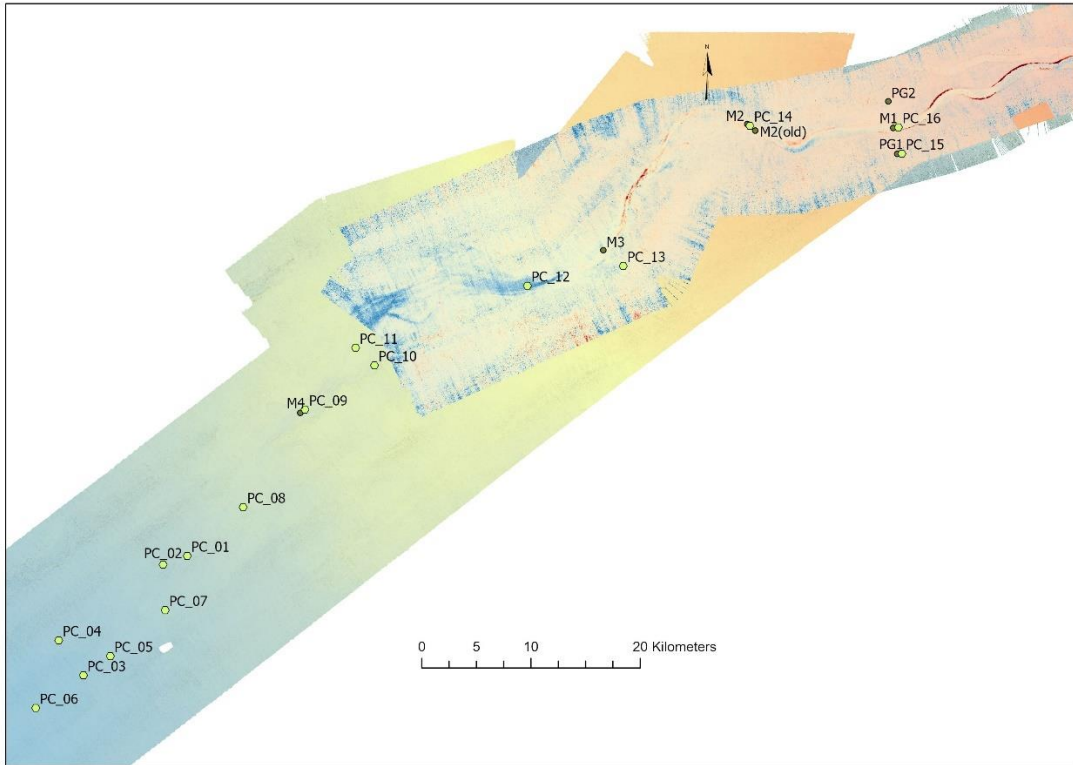 N
PG2
M2 PC_14
M2(old)
M1 PC_16
PG1 PC_15
M3
PC_13
PC_12
PC_11
PC_10
M4 PC_09
PC_08
PC_01
PC_02
PC_07
PC_04
PC_05
PC_03
PC_06
0 5 10 20 Kilometers